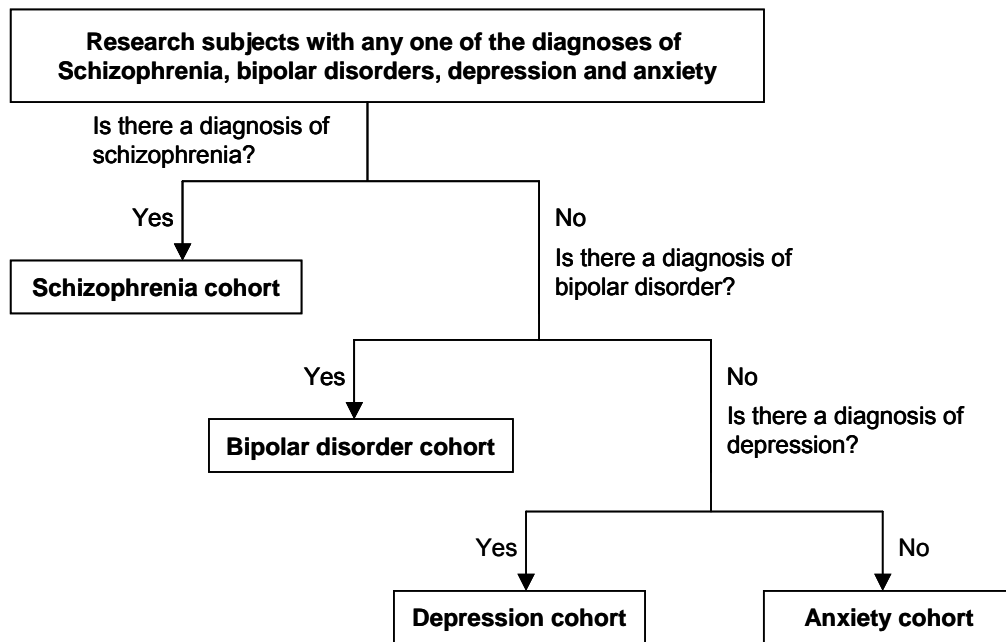 Research subjects with any one of the diagnoses of
Schizophrenia, bipolar disorders, depression and anxiety
Is there a diagnosis of
schizophrenia?
Yes
No
Schizophrenia cohort
Is there a diagnosis of
bipolar disorder?
Yes
No
Bipolar disorder cohort
Is there a diagnosis of
depression?
Yes
No
Depression cohort
Anxiety cohort